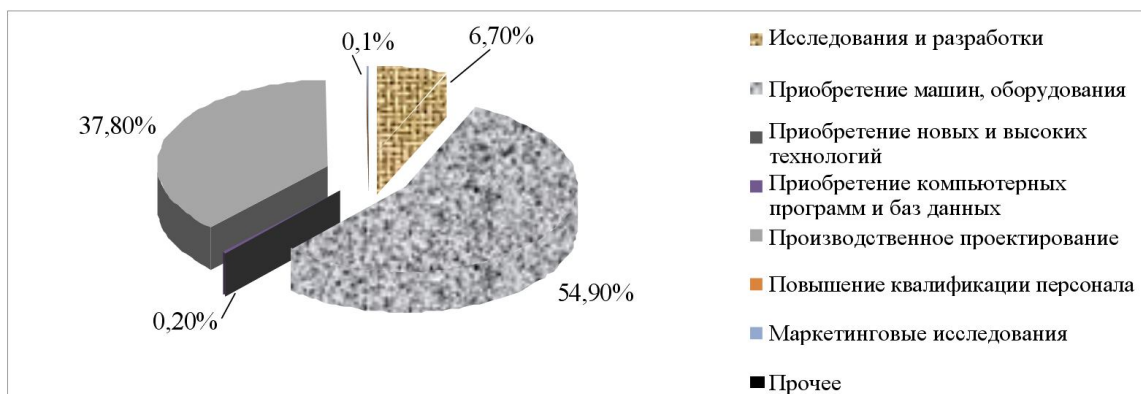 0,1%
6,70%
37,80%
54,90%
0,20%
Исследования и разработки
Приобретение машин, оборудования
Приобретение новых и высоких
технологий
Приобретение компьютерных
программ и баз данных
Производственное проектирование
Повышение квалификации персонала
Маркетинговые исследования
Прочее